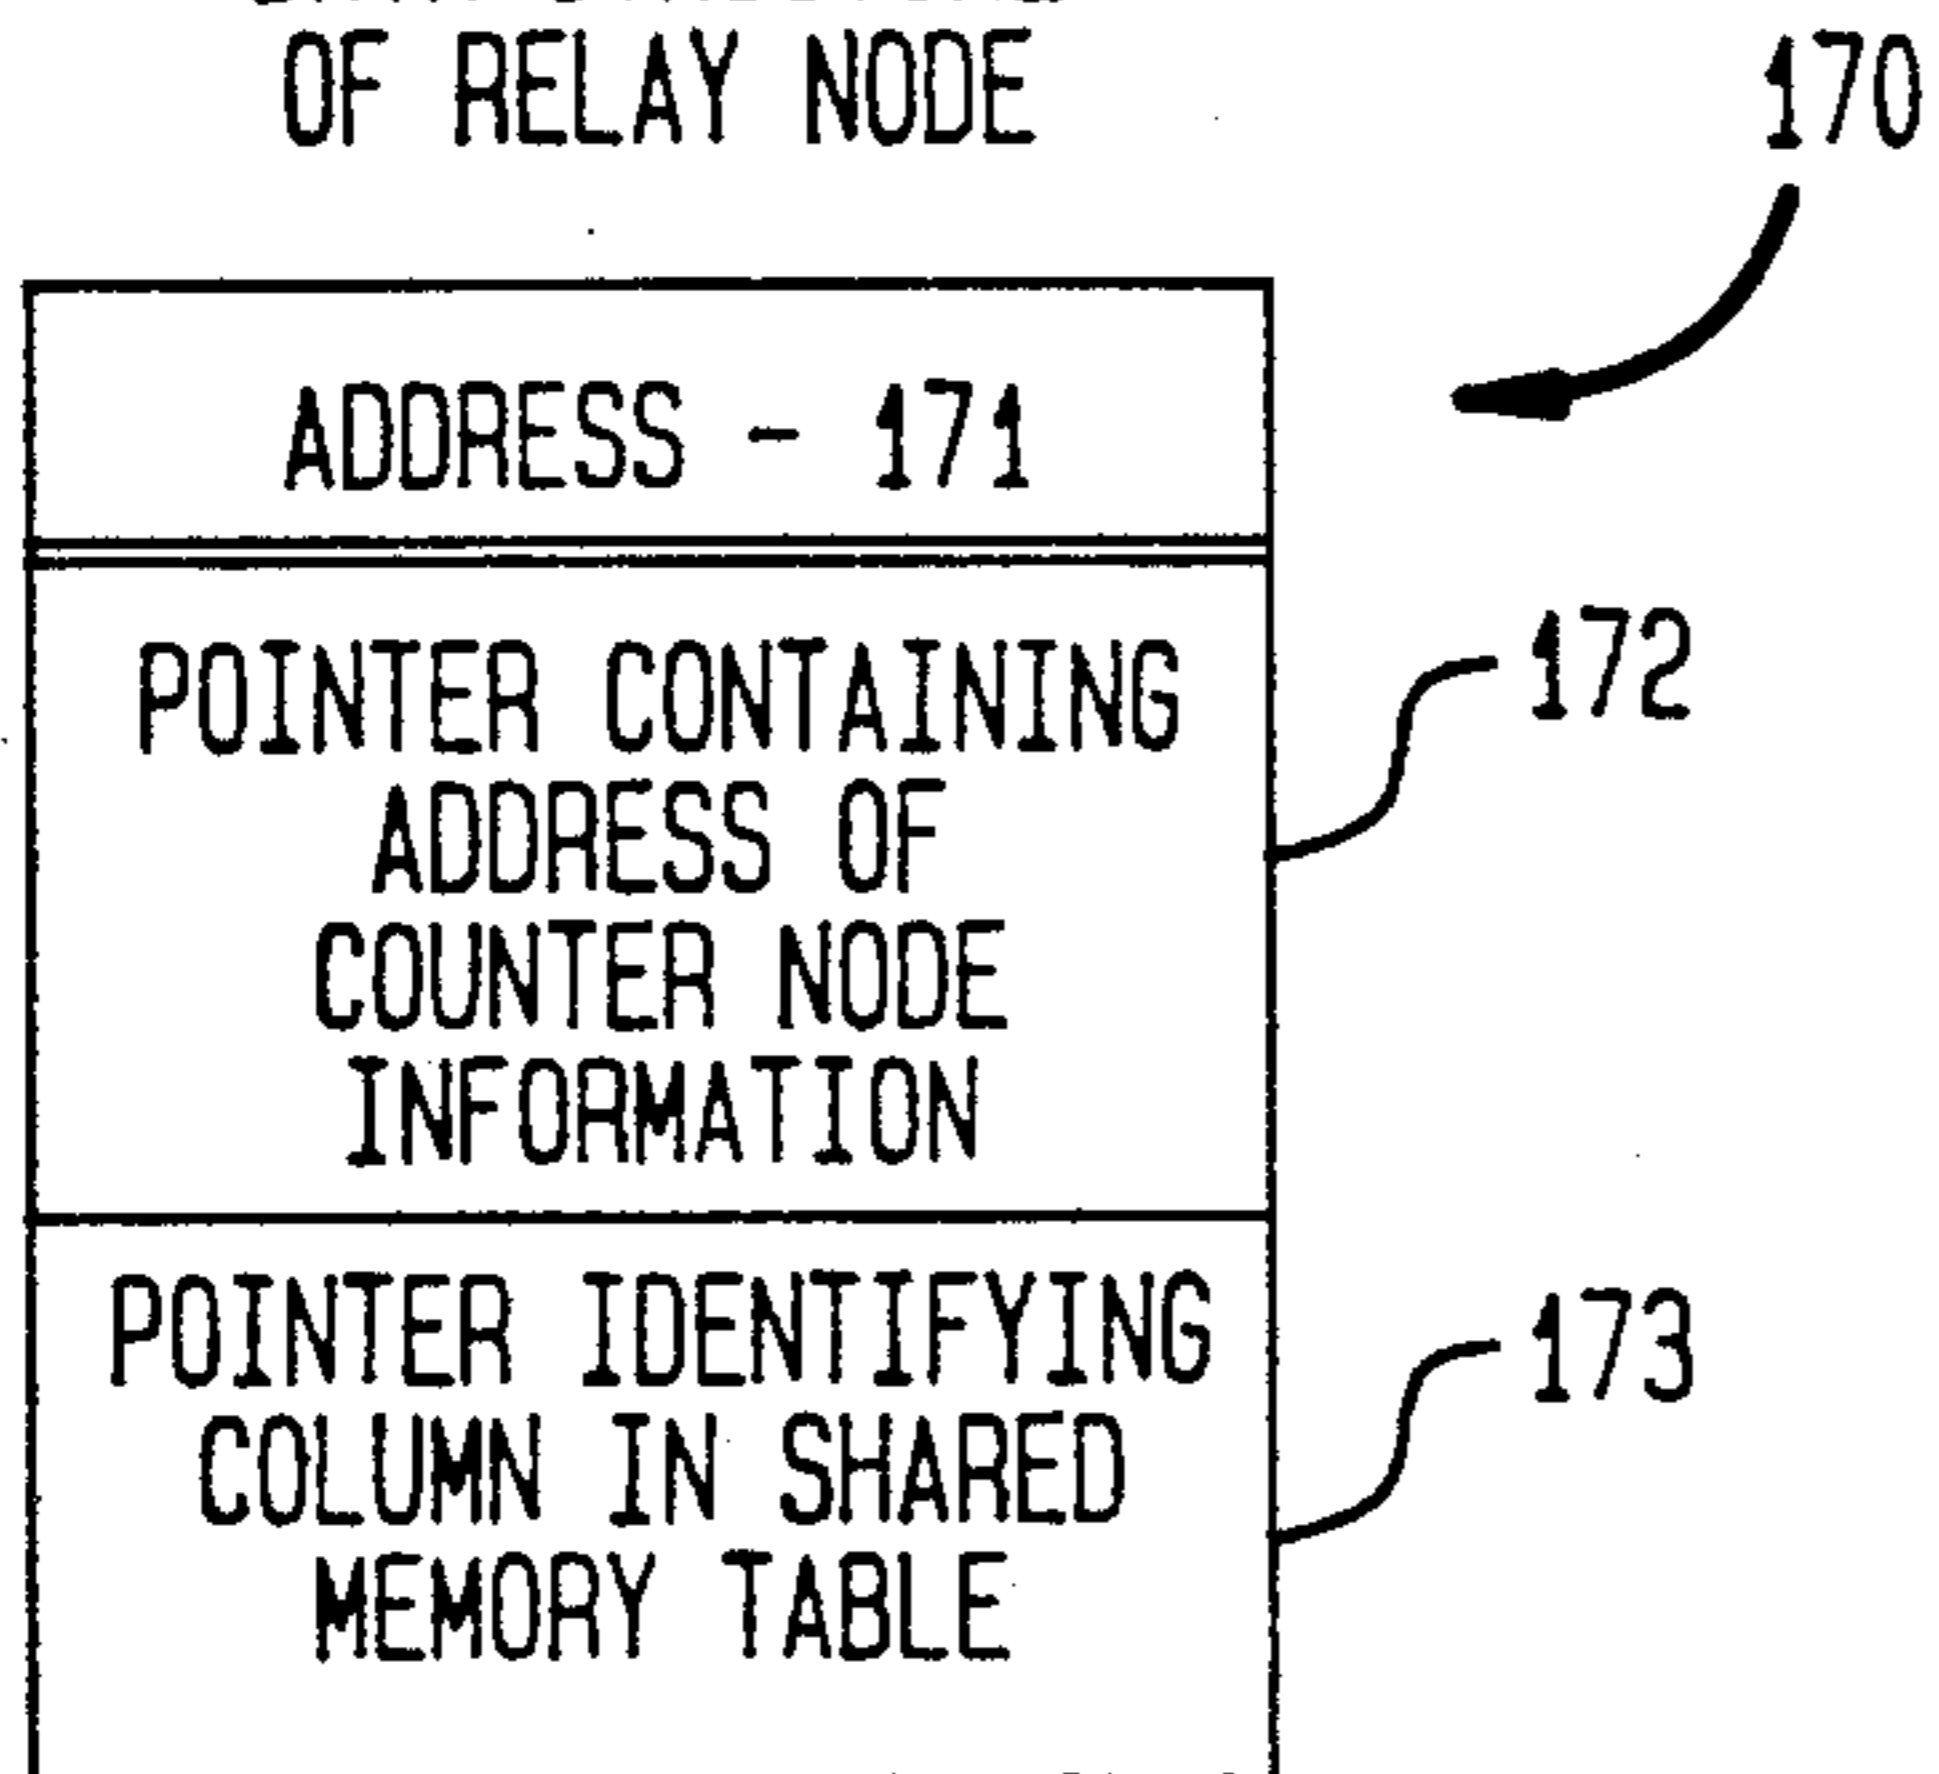 OF RELAY NODE
170
ADDRESS - 171
POINTER CONTAINING
ADDRESS OF
COUNTER NODE
INFORMATION
172
POINTER IDENTIFYING
COLUMN IN SHARED
MEMORY TABLE
173